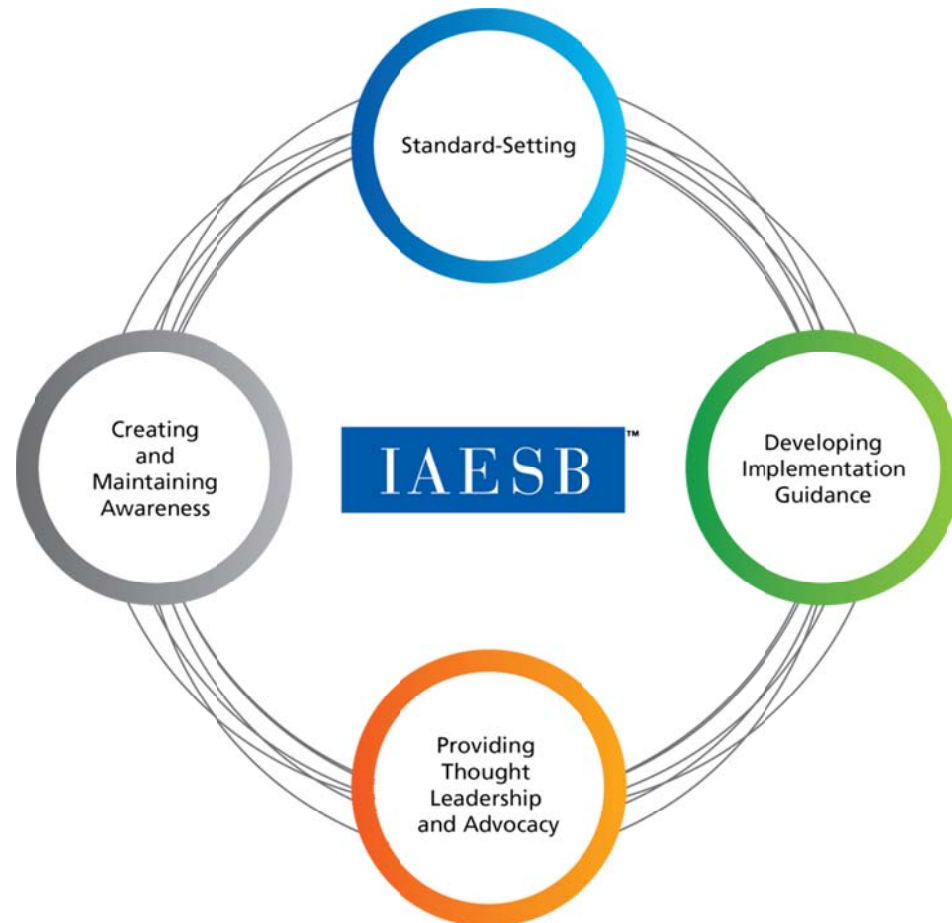 Standard-Setting
Creating
and
Maintaining
Awareness
IAESB™
Developing
Implementation
Guidance
Providing
Thought
Leadership
and Advocacy